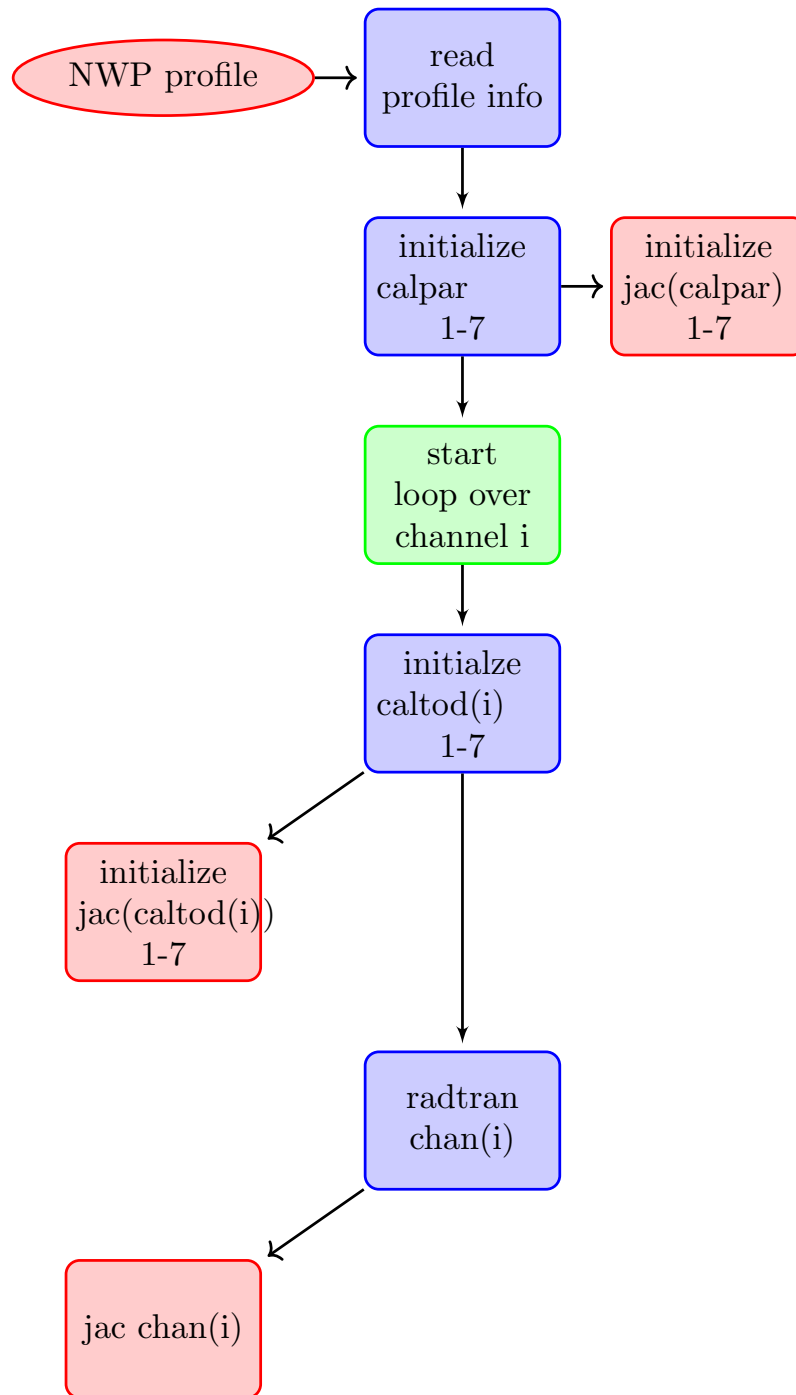 NWP profile
read
profile info
initialize
calpar
1-7
initialize
jac(calpar)
1-7
start
loop over
channel i
initialze
caltod(i)
1-7
initialize
jac(caltod(i))
1-7
radtran
chan(i)
jac chan(i)